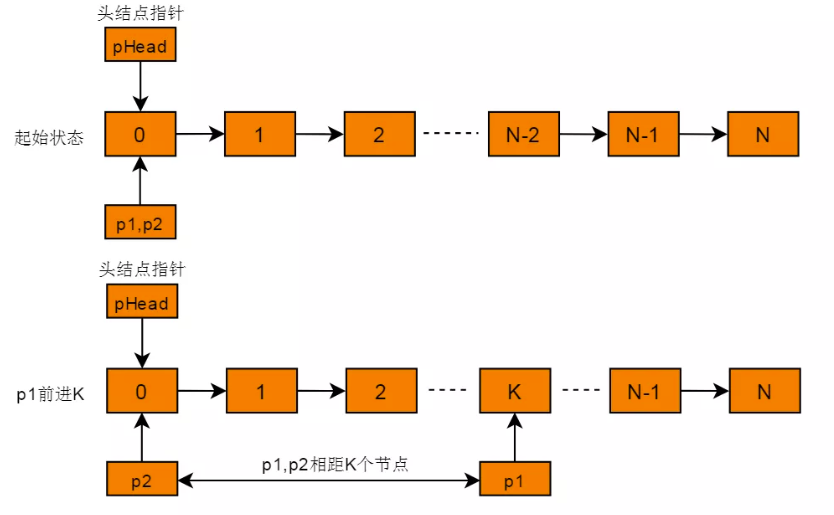 头结点指针
pHead
起始状态 0 1 2 N-2 N-1 N
p1,p2
头结点指针
pHead
p1前进K 0 1 2 K N-1 N
p1,p2相距K个节点
p2 p1